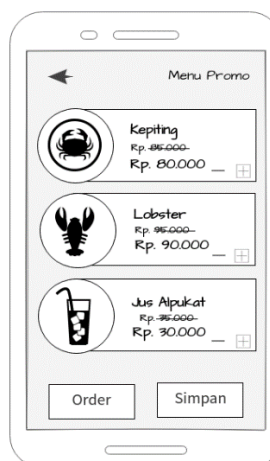 Menu Promo
Kepiting
Rp. 85.000
Rp. 80.000
Lobster
Rp. 95.000
Rp. 90.000
Jus Alpukat
Rp. 35.000
Rp. 30.000
Order
Simpan